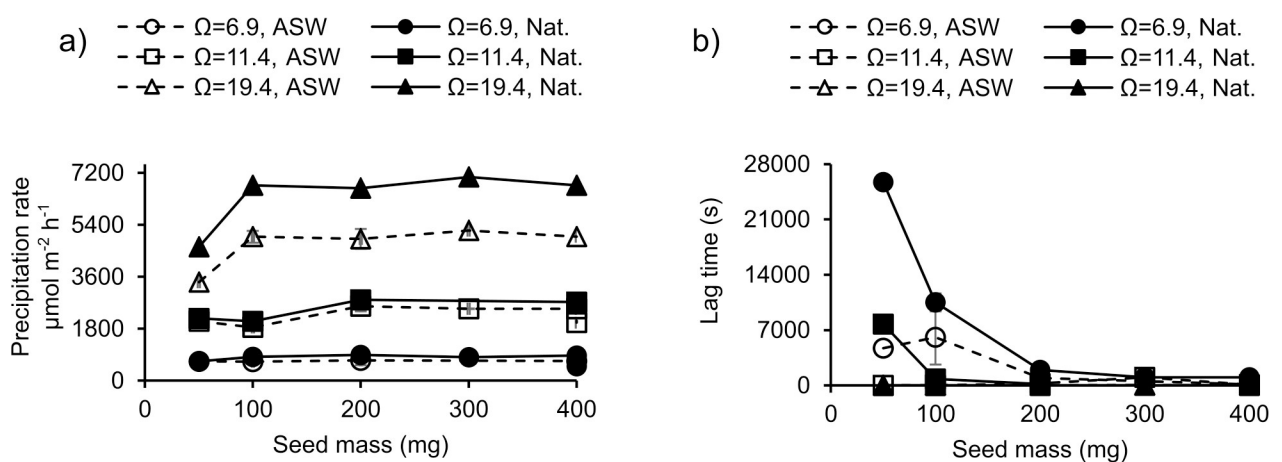 a)
Ω=6.9, ASW
Ω=6.9, Nat.
Ω=11.4, ASW
Ω=11.4, Nat.
Ω=19.4, ASW
Ω=19.4, Nat.
Precipitation rate
µmol m⁻² h⁻¹
7200
5400
3600
1800
0
0
100
200
300
400
Seed mass (mg)
b)
Ω=6.9, ASW
Ω=6.9, Nat.
Ω=11.4, ASW
Ω=11.4, Nat.
Ω=19.4, ASW
Ω=19.4, Nat.
Lag time (s)
28000
21000
14000
7000
0
0
100
200
300
400
Seed mass (mg)